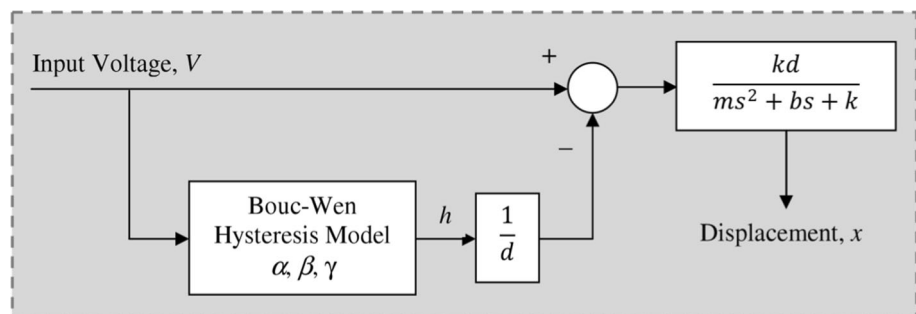 Input Voltage, V
+
kd
ms² + bs + k
−
Bouc-Wen
Hysteresis Model
α, β, γ
h
1
d
Displacement, x